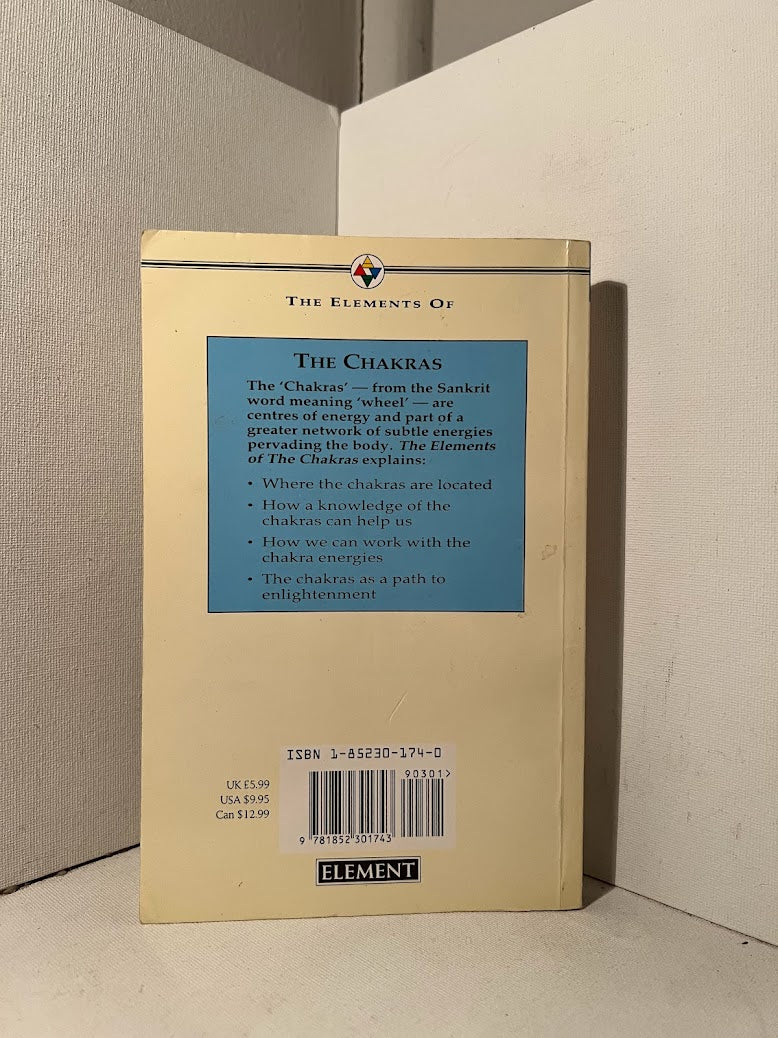 THE ELEMENTS OF
THE CHAKRAS
The 'Chakras' — from the Sankrit
word meaning 'wheel' — are
centres of energy and part of a
greater network of subtle energies
pervading the body. The Elements
of The Chakras explains:
• Where the chakras are located
• How a knowledge of the
chakras can help us
• How we can work with the
chakra energies
• The chakras as a path to
enlightenment
ISBN 1-85230-174-0
90301>
UK £5.99
USA $9.95
Can $12.99
9 781852 301743
ELEMENT